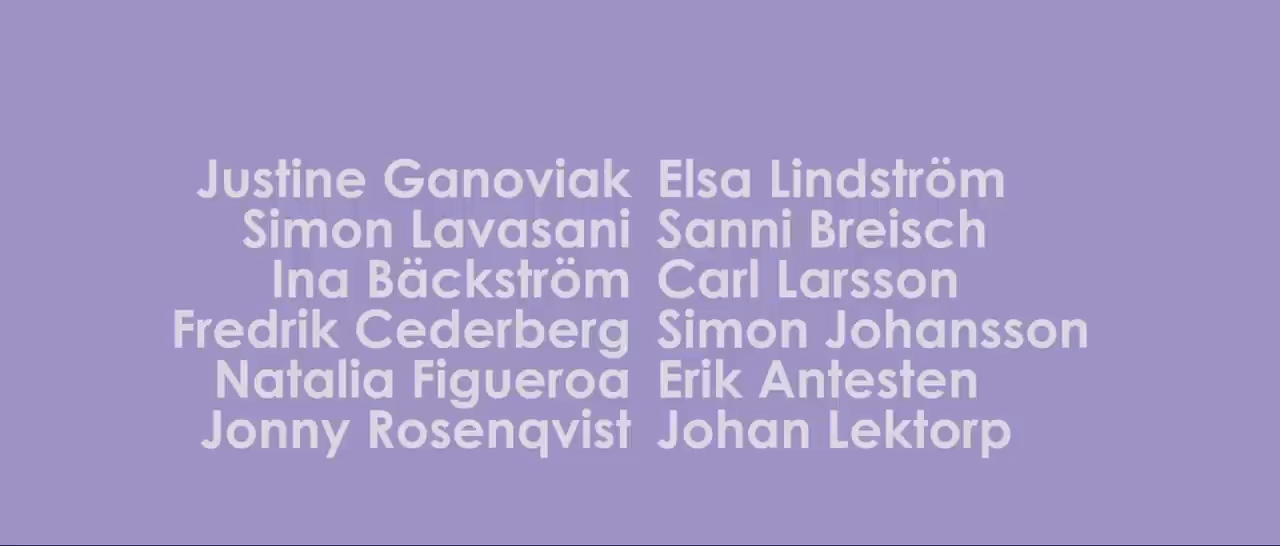 Justine Ganoviak Elsa Lindström
Simon Lavasani Sanni Breisch
Ina Bäckström Carl Larsson
Fredrik Cederberg Simon Johansson
Natalia Figueroa Erik Antesten
Jonny Rosenqvist Johan Lektorp